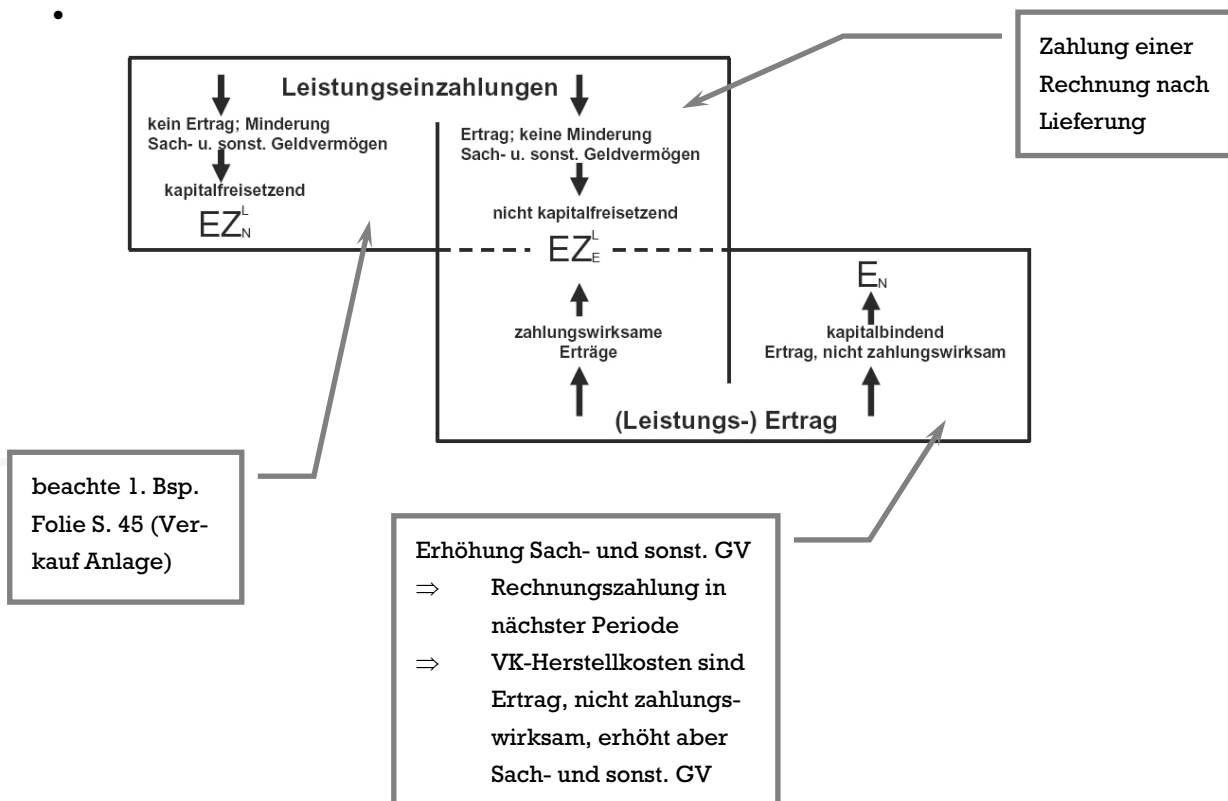 •
Zahlung einer
Rechnung nach
Lieferung
Leistungseinzahlungen
kein Ertrag; Minderung
Sach- u. sonst. Geldvermögen
kapitalfreisetzend
EZ L N
Ertrag; keine Minderung
Sach- u. sonst. Geldvermögen
nicht kapitalfreisetzend
EZ L E
zahlungswirksame
Erträge
E N
kapitalbindend
Ertrag, nicht zahlungswirksam
(Leistungs-) Ertrag
beachte 1. Bsp.
Folie S. 45 (Ver-
kauf Anlage)
Erhöhung Sach- und sonst. GV
⇒ Rechnungszahlung in
nächster Periode
⇒ VK-Herstellkosten sind
Ertrag, nicht zahlungs-
wirksam, erhöht aber
Sach- und sonst. GV